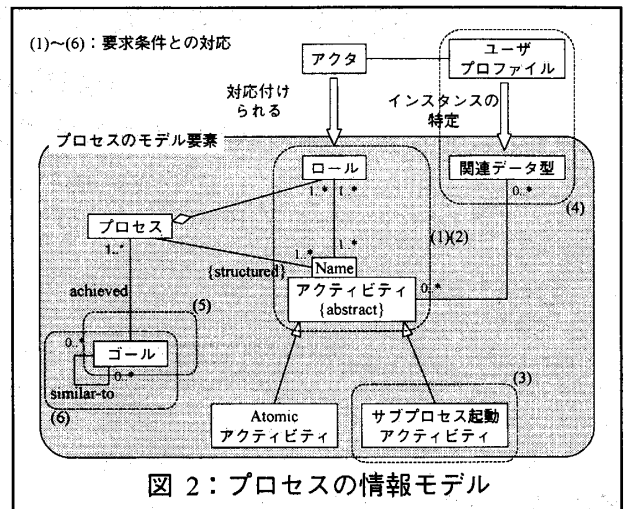 (1)～(6)：要求条件との対応
アクタ
ユーザ
プロファイル
対応付け
られる
インスタンスの
特定
プロセスのモデル要素
ロール
関連データ型
1..*
1..*
0..*
(4)
プロセス
(1)(2)
1..*
1..*
1..*
{structured}
Name
アクティビティ
{abstract}
0..*
achieved
(5)
0..*
ゴール
0..*
similar-to
(6)
(3)
Atomic
アクティビティ
サブプロセス起動
アクティビティ
図 2：プロセスの情報モデル